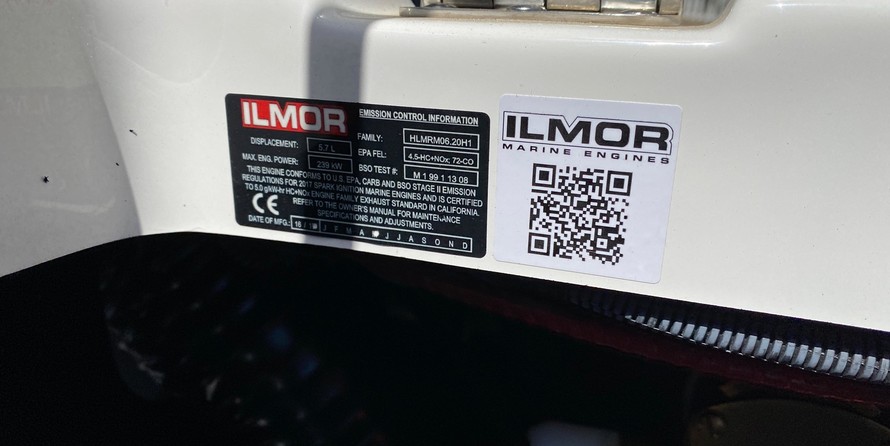 ILMOR
EMISSION CONTROL INFORMATION
DISPLACEMENT: 5.7 L
FAMILY: HLMRM06.20H1
MAX. ENG. POWER: 239 kW
EPA FEL: 4.5-HC+NOx: 72-CO
BSO TEST #: M 1 99 1 13 08
THIS ENGINE CONFORMS TO U.S. EPA, CARB AND BSO STAGE II EMISSION
REGULATIONS FOR 2017 SPARK IGNITION MARINE ENGINES AND IS CERTIFIED
TO 5.0 g/kW-hr HC+NOx ENGINE FAMILY EXHAUST STANDARD IN CALIFORNIA.
REFER TO THE OWNER'S MANUAL FOR MAINTENANCE
SPECIFICATIONS AND ADJUSTMENTS.
CE
DATE OF MFG.: 16 / J F M A J J A S O N D
ILMOR
MARINE ENGINES